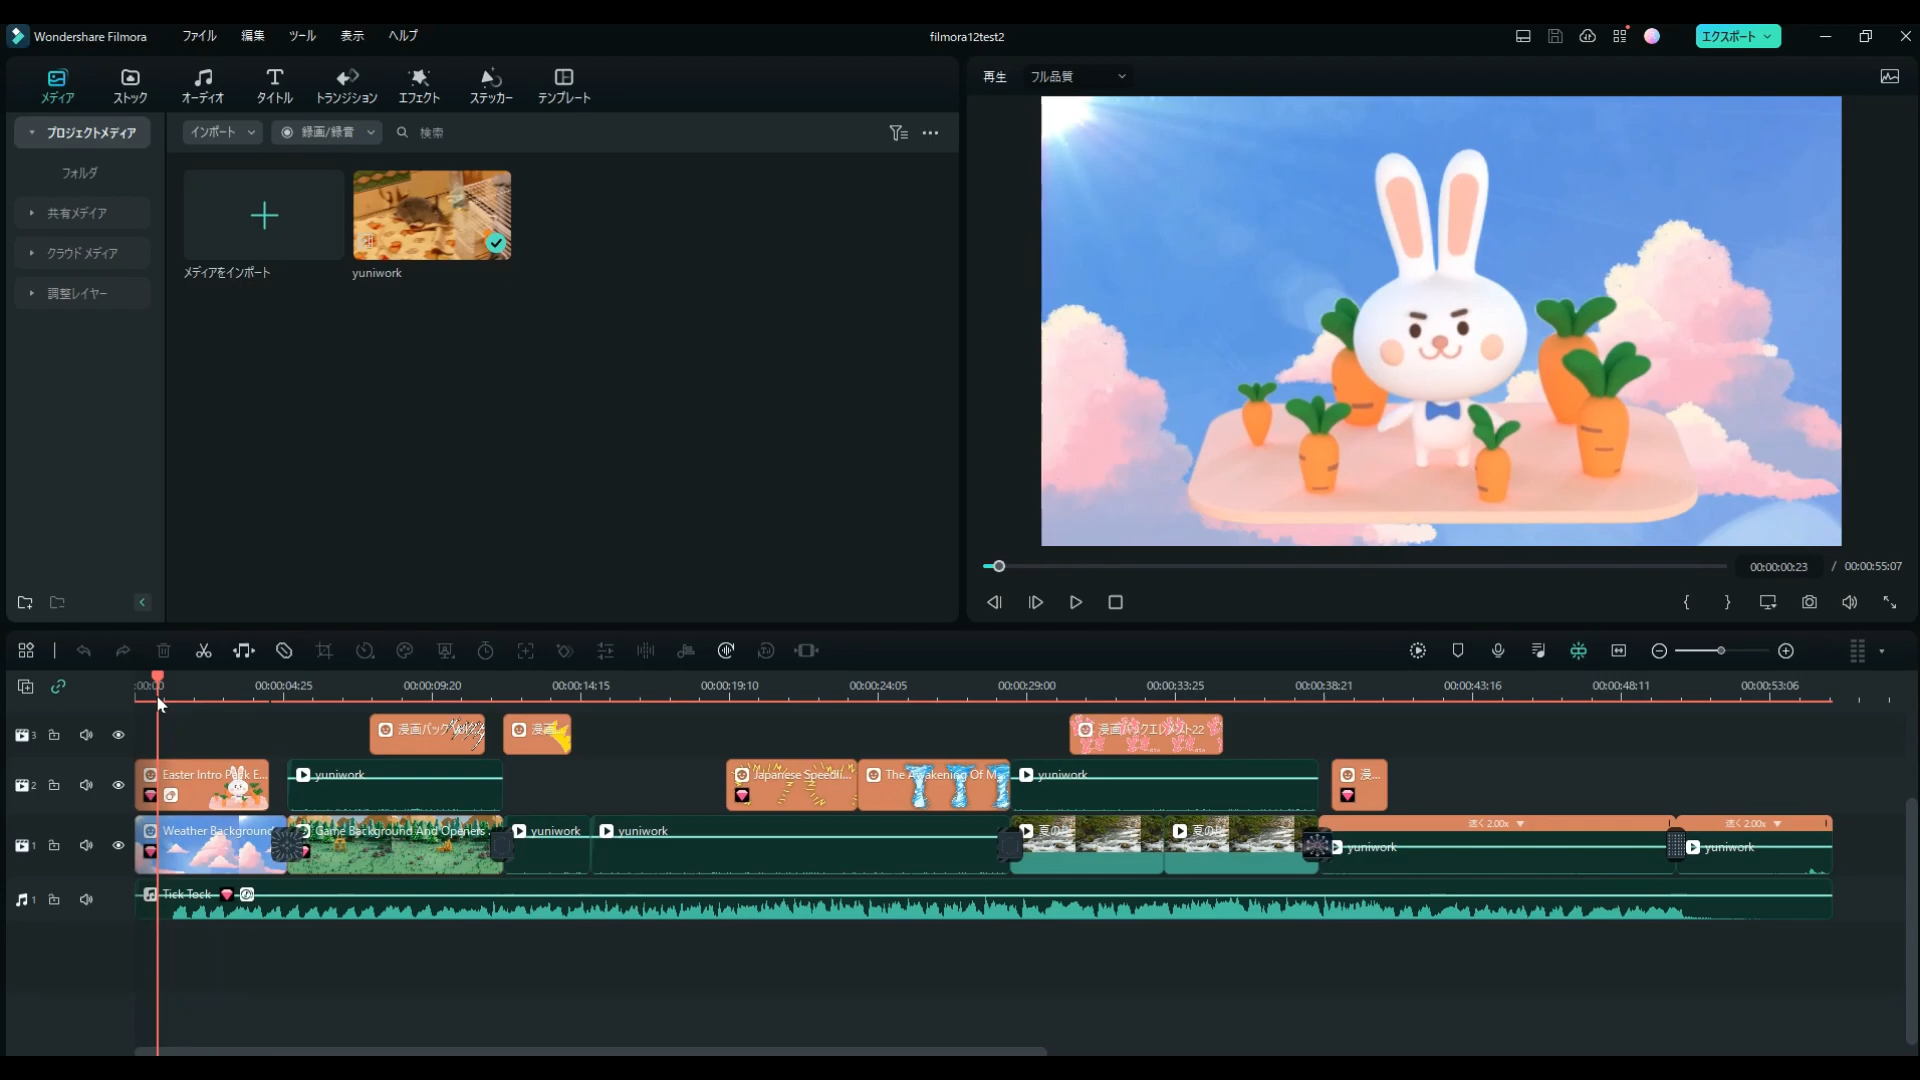 Wondershare Filmora ファイル 編集 ツール 表示 ヘルプ filmora12test2 エクスポート
メディア ストック オーディオ タイトル トランジション エフェクト ステッカー テンプレート
再生 フル品質
プロジェクトメディア インポート 録画/録音 検索
フォルダ
共有メディア
クラウドメディア
調整レイヤー
メディアをインポート yuniwork
00:00:00:23 / 00:00:55:07
:00:00 00:00:04:25 00:00:09:20 00:00:14:15 00:00:19:10 00:00:24:05 00:00:29:00 00:00:33:25 00:00:38:21 00:00:43:16 00:00:48:11 00:00:53:06
3 漫画パック 漫画 漫画パックエレメント22
2 Easter Intro Pack E... yuniwork Japanese Speedli... The Awakening Of M... yuniwork 漫...
速く 2.00x 速く 2.00x
1 Weather Background Game Background And Openers yuniwork yuniwork 夏の yuniwork yuniwork
1 Tick Tock